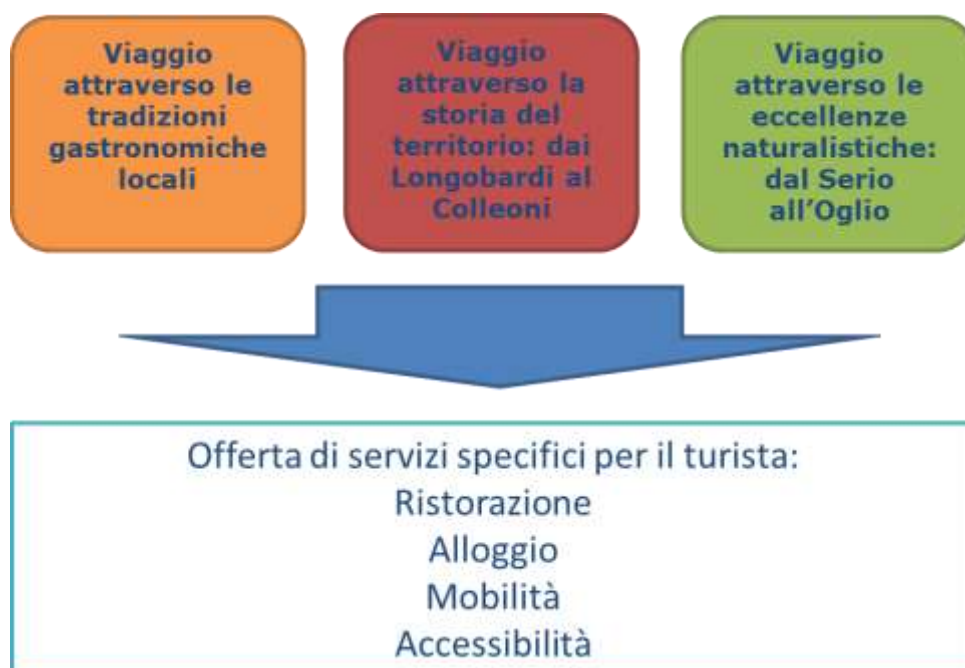 Viaggio
attraverso le
tradizioni
gastronomiche
locali
Viaggio
attraverso la
storia del
territorio: dai
Longobardi al
Colleoni
Viaggio
attraverso le
eccellenze
naturalistiche:
dal Serio
all’Oglio
Offerta di servizi specifici per il turista:
Ristorazione
Alloggio
Mobilità
Accessibilità